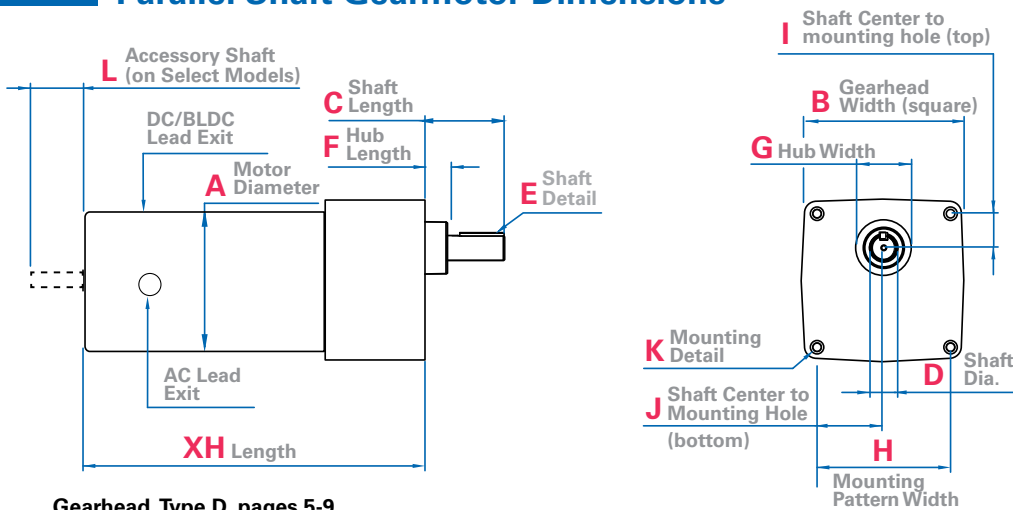 Parallel Shaft Gearmotor Dimensions
L Accessory Shaft
(on Select Models)
DC/BLDC
Lead Exit
A Motor
Diameter
C Shaft
Length
F Hub
Length
E Shaft
Detail
AC Lead
Exit
XH Length
I Shaft Center to
mounting hole (top)
B Gearhead
Width (square)
G Hub Width
K Mounting
Detail
D Shaft
Dia.
J Shaft Center to
Mounting Hole
(bottom)
H
Mounting
Pattern Width
Gearhead Type D, pages 5-9